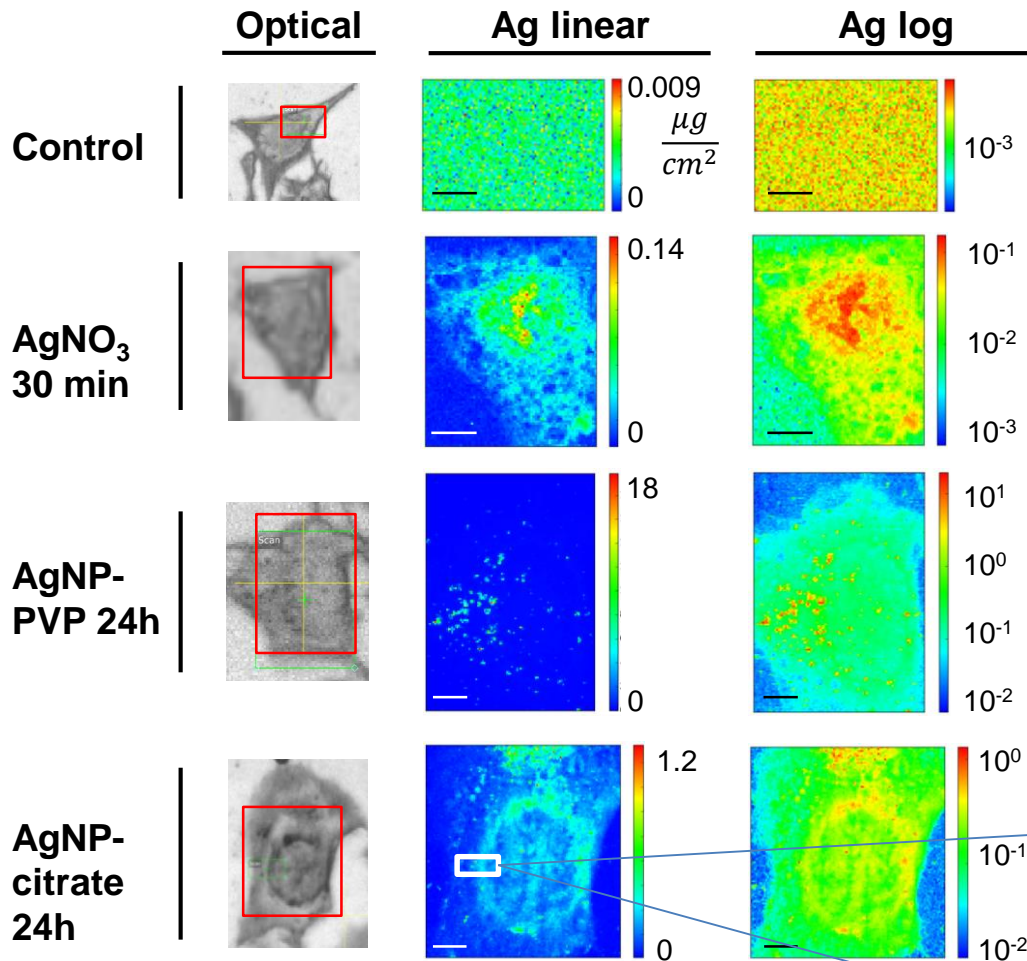 Optical Ag linear Ag log
Control
0.009
μg
cm²
0
10⁻³
AgNO₃
30 min
0.14
0
10⁻¹
10⁻²
10⁻³
AgNP-
PVP 24h
Scan
18
0
10¹
10⁰
10⁻¹
10⁻²
AgNP-
citrate
24h
1.2
0
10⁰
10⁻¹
10⁻²